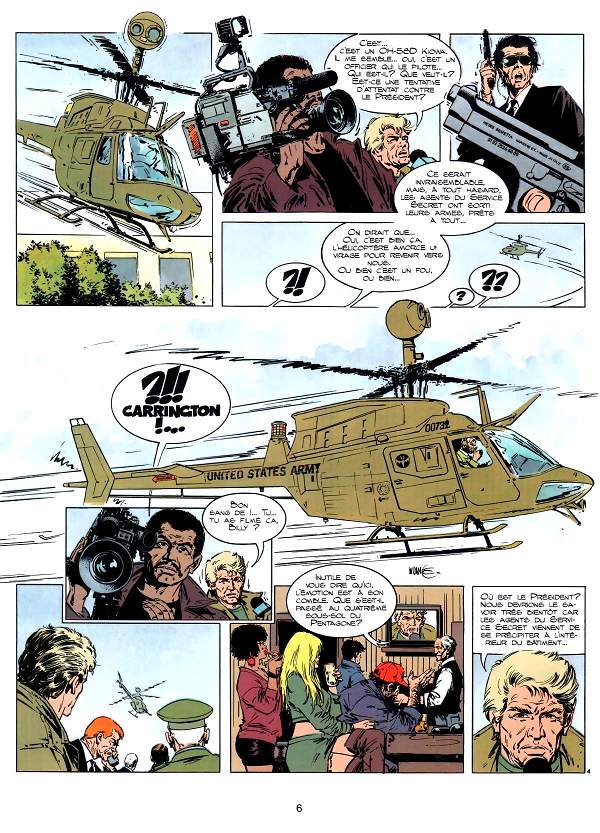 C'EST...
C'EST UN OH-58D KIOWA.
IL ME SEMBLE... OUI, C'EST UN
OFFICIER QUI LE PILOTE...
QUI EST-IL ? QUE VEUT-IL ?
EST-CE UNE TENTATIVE
D'ATTENTAT CONTRE
LE PRÉSIDENT ?
CE SERAIT
INVRAISEMBLABLE,
MAIS, À TOUT HASARD,
LES AGENTS DU SERVICE
SECRET ONT SORTI
LEURS ARMES, PRÊTS
À TOUT...
BERETTA
ON DIRAIT QUE...
OUI, C'EST BIEN ÇA,
L'HÉLICOPTÈRE AMORCE UN
VIRAGE POUR REVENIR VERS
NOUS.
OU BIEN C'EST UN FOU,
OU BIEN...
?!
?
??
?!!!
CARRINGTON
!...
00732
UNITED STATES ARMY
BON
SANG DE !... TU...
TU AS FILMÉ ÇA,
BILLY ?
INUTILE DE
VOUS DIRE QU'ICI,
L'ÉMOTION EST À SON
COMBLE. QUE S'EST-IL
PASSÉ AU QUATRIÈME
SOUS-SOL DU
PENTAGONE ?
OÙ EST LE PRÉSIDENT ?
NOUS DEVRIONS LE SA-
VOIR TRÈS BIENTÔT CAR
LES AGENTS DU SERVI-
CE SECRET VIENNENT DE
SE PRÉCIPITER À L'INTÉ-
RIEUR DU BÂTIMENT...
4
6